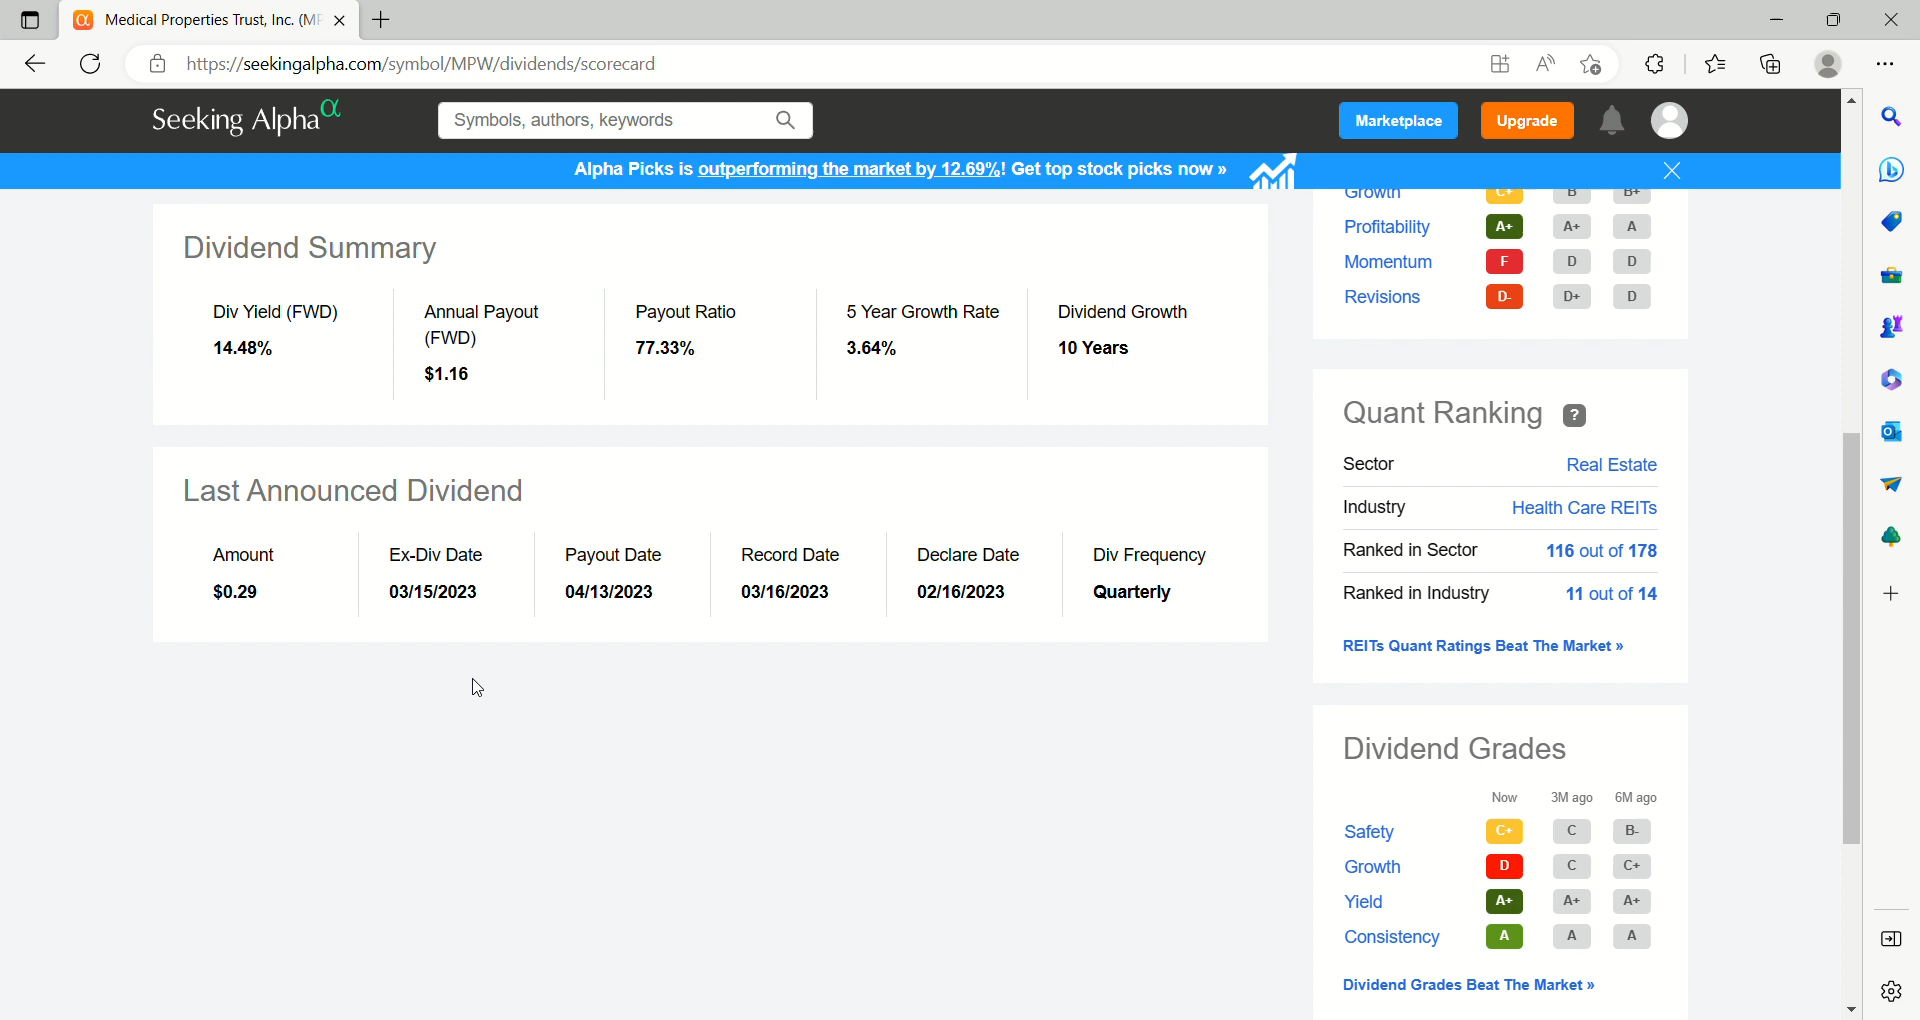 Medical Properties Trust, Inc. (MP
https://seekingalpha.com/symbol/MPW/dividends/scorecard
Seeking Alpha α
Symbols, authors, keywords
Marketplace
Upgrade
Alpha Picks is outperforming the market by 12.69%! Get top stock picks now »
Growth C+ B B+
Profitability A+ A+ A
Momentum F D D
Revisions D- D+ D
Dividend Summary
Div Yield (FWD)
14.48%
Annual Payout
(FWD)
$1.16
Payout Ratio
77.33%
5 Year Growth Rate
3.64%
Dividend Growth
10 Years
Last Announced Dividend
Amount
$0.29
Ex-Div Date
03/15/2023
Payout Date
04/13/2023
Record Date
03/16/2023
Declare Date
02/16/2023
Div Frequency
Quarterly
Quant Ranking ?
Sector Real Estate
Industry Health Care REITs
Ranked in Sector 116 out of 178
Ranked in Industry 11 out of 14
REITs Quant Ratings Beat The Market »
Dividend Grades
Now 3M ago 6M ago
Safety C+ C B-
Growth D C C+
Yield A+ A+ A+
Consistency A A A
Dividend Grades Beat The Market »